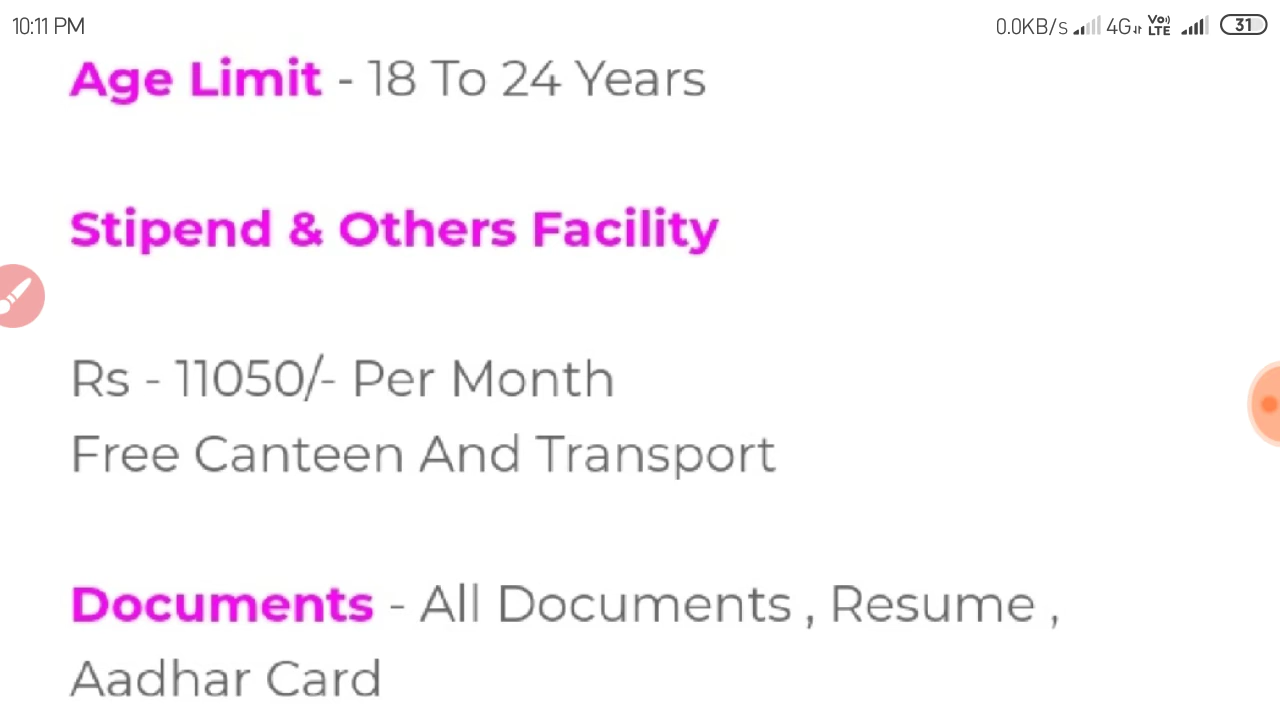 10:11 PM 0.0KB/s 4G Vo) LTE 31
Age Limit - 18 To 24 Years
Stipend & Others Facility
Rs - 11050/- Per Month
Free Canteen And Transport
Documents - All Documents , Resume ,
Aadhar Card